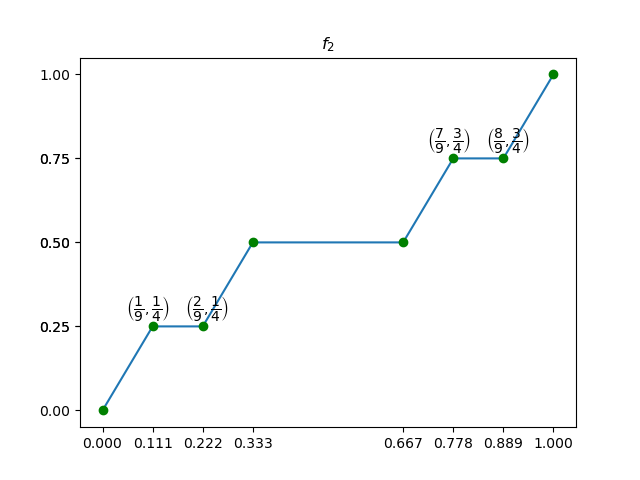 f₂
1.00
(7/9, 3/4) (8/9, 3/4)
0.75
0.50
(1/9, 1/4) (2/9, 1/4)
0.25
0.00
0.000 0.111 0.222 0.333 0.667 0.778 0.889 1.000